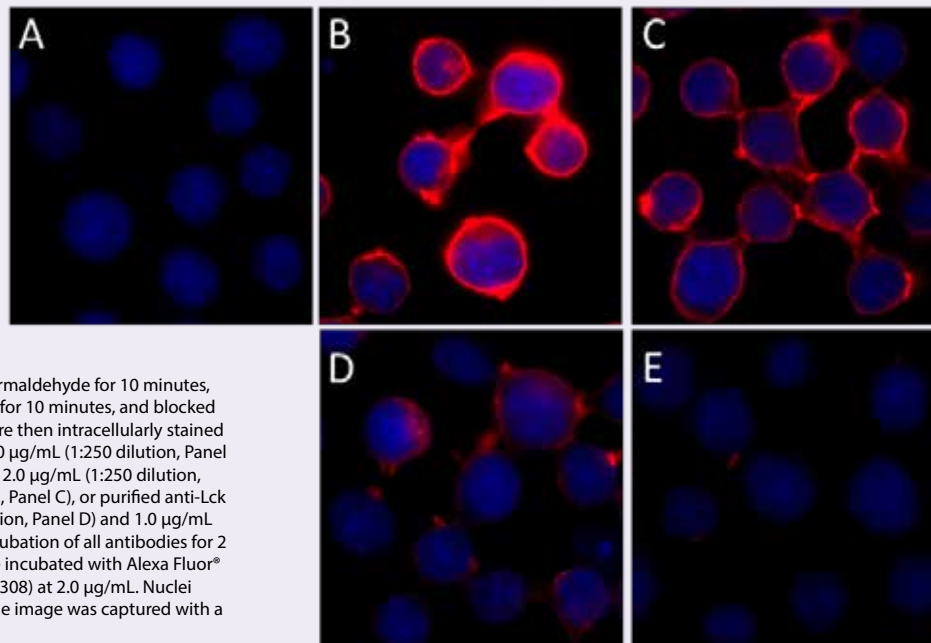 A
B
C
D
E
rmaldehyde for 10 minutes,
for 10 minutes, and blocked
re then intracellularly stained
0 µg/mL (1:250 dilution, Panel
2.0 µg/mL (1:250 dilution,
, Panel C), or purified anti-Lck
ion, Panel D) and 1.0 µg/mL
cubation of all antibodies for 2
e incubated with Alexa Fluor®
308) at 2.0 µg/mL. Nuclei
e image was captured with a